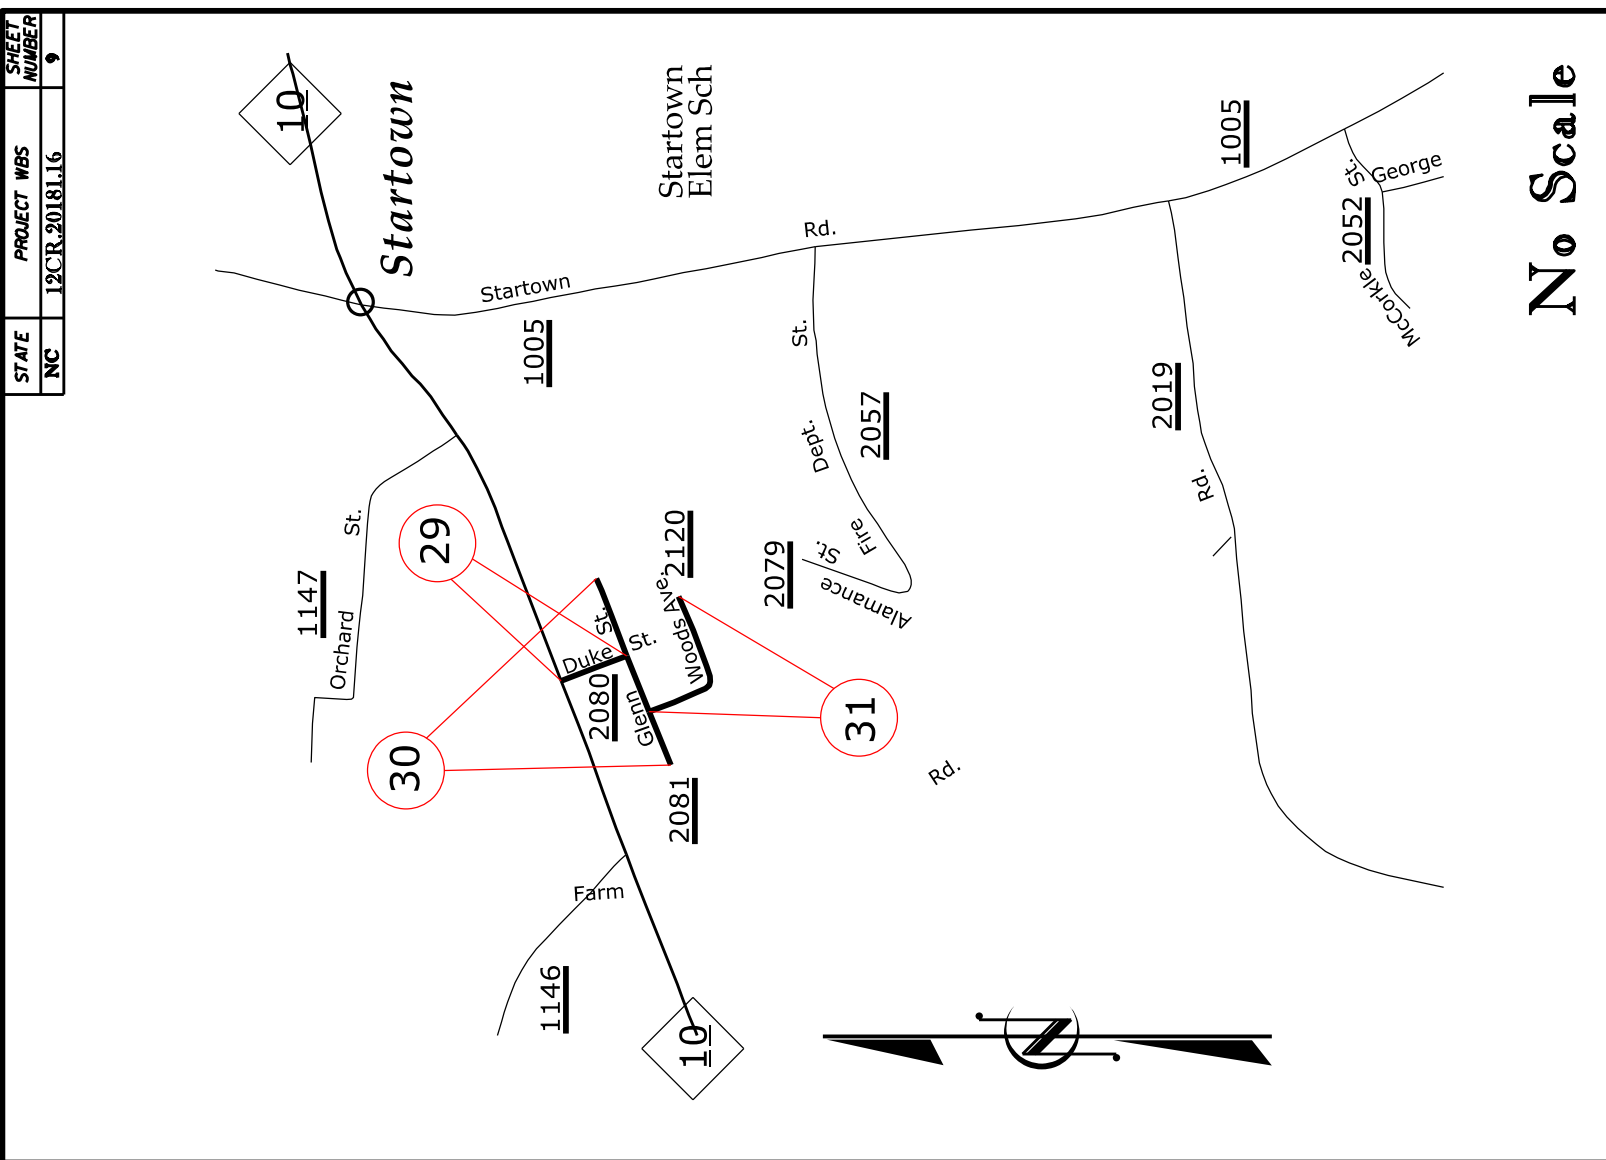 STATE
PROJECT WBS
SHEET
NUMBER
NC
12CR.20181.16
9
10
Startown
Startown
Elem Sch
1005
No Scale
Rd.
Startown
1005
St.
George
2052
McCorkle
St.
Dept.
Fire
2057
2019
Rd.
1147
Orchard
St.
29
2120
2079
St.
Alamance
St.
Woods Ave.
Duke St.
2080
Glenn
30
31
2081
Rd.
Farm
1146
10
N